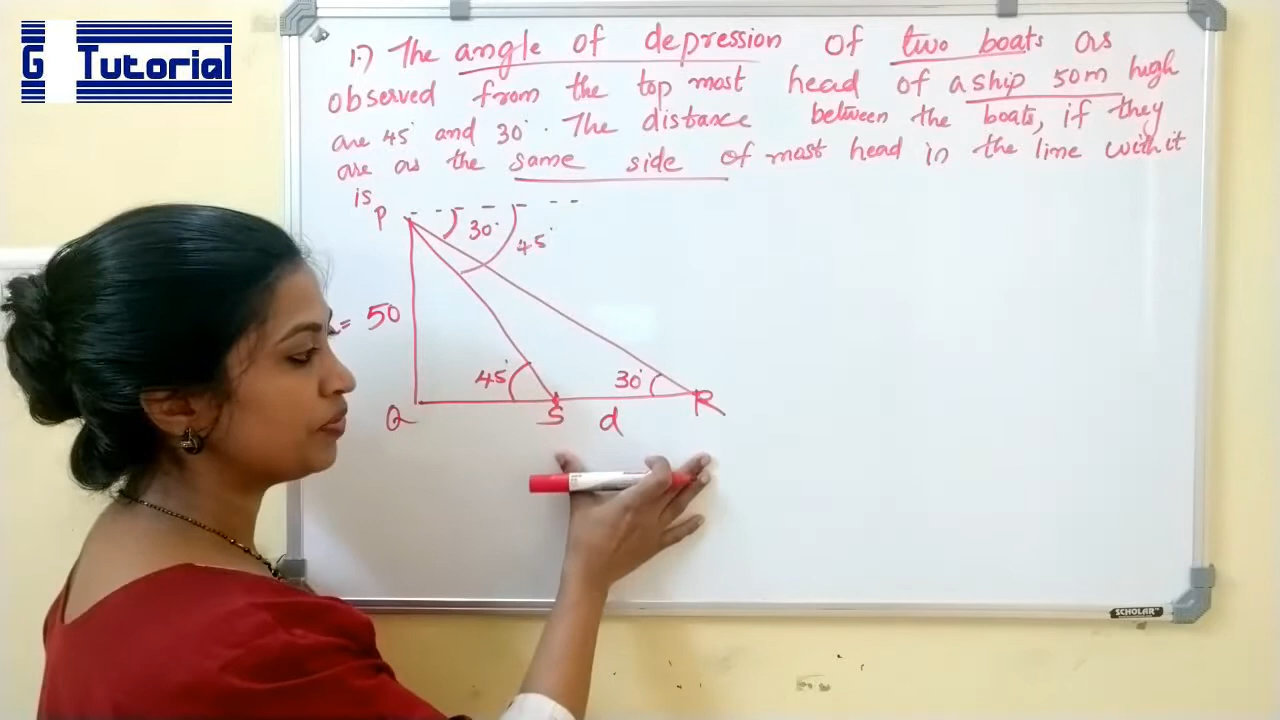 G Tutorial
1.) The angle of depression of two boats as
observed from the top most head of a ship 50m high
are 45° and 30°. The distance between the boats, if they
are as the same side of mast head in the line with it
is
P
30°
45°
= 50
45°
30°
Q
S
d
R
SCHOLAR